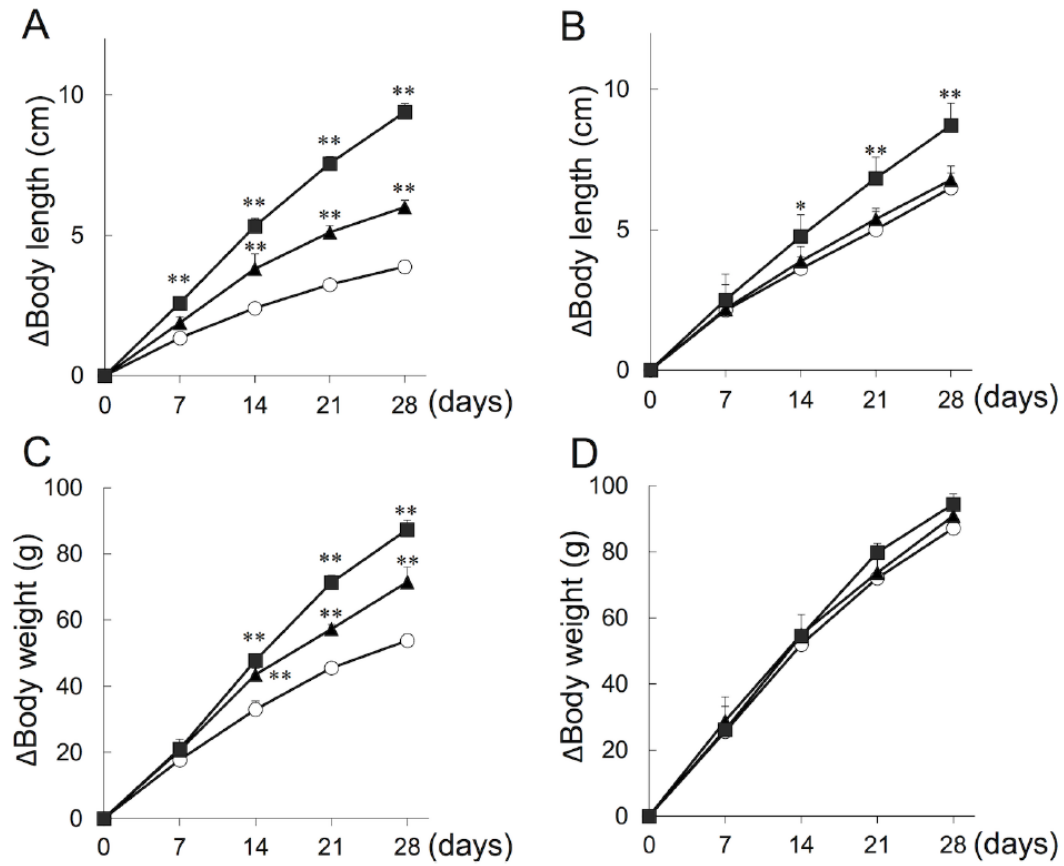 A
ΔBody length (cm)
10
5
0
** ** ** **
** ** **
0 7 14 21 28 (days)
B
ΔBody length (cm)
10
5
0
* ** **
0 7 14 21 28 (days)
C
ΔBody weight (g)
100
80
60
40
20
0
** ** **
** ** **
0 7 14 21 28 (days)
D
ΔBody weight (g)
100
80
60
40
20
0
0 7 14 21 28 (days)